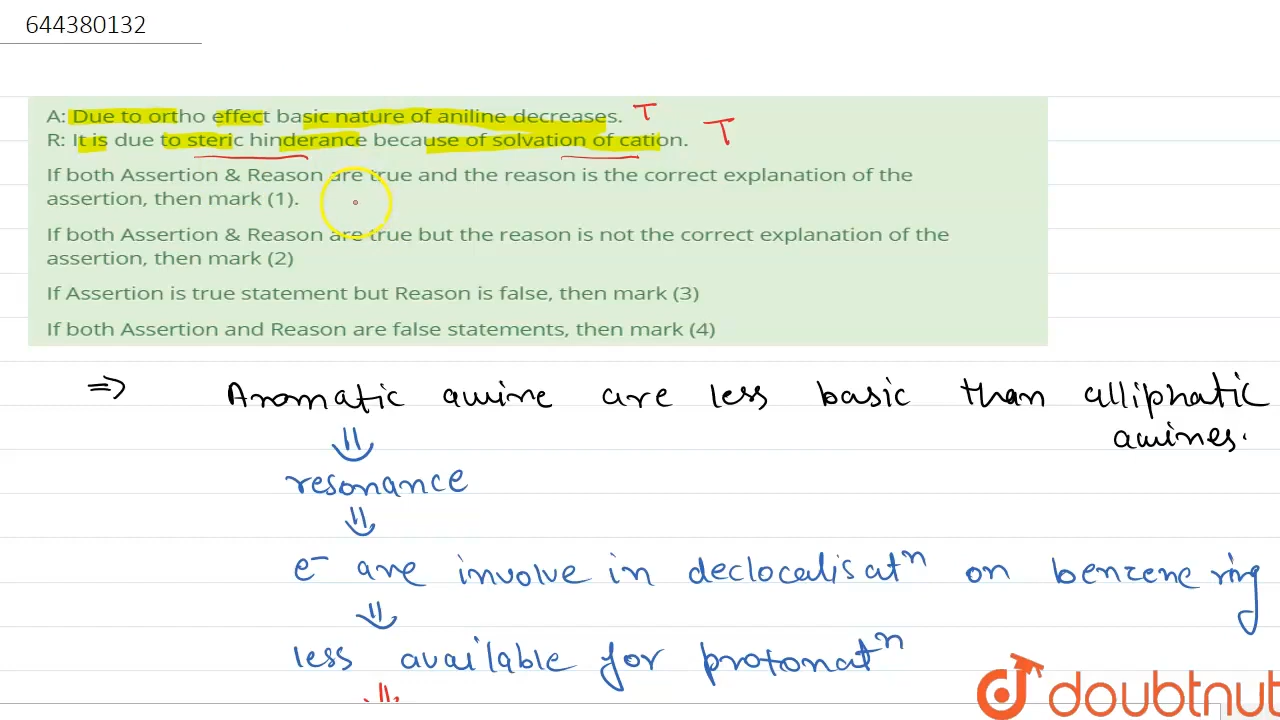 644380132
A: Due to ortho effect basic nature of aniline decreases. T
R: It is due to steric hinderance because of solvation of cation. T
If both Assertion & Reason are true and the reason is the correct explanation of the
assertion, then mark (1).
If both Assertion & Reason are true but the reason is not the correct explanation of the
assertion, then mark (2)
If Assertion is true statement but Reason is false, then mark (3)
If both Assertion and Reason are false statements, then mark (4)
⇒ Aromatic amine are less basic than alliphatic
amines.
⇓
resonance
⇓
e⁻ are involve in declocalisatⁿ on benzene ring
⇓
less available for protonatⁿ
⇓
doubtnut